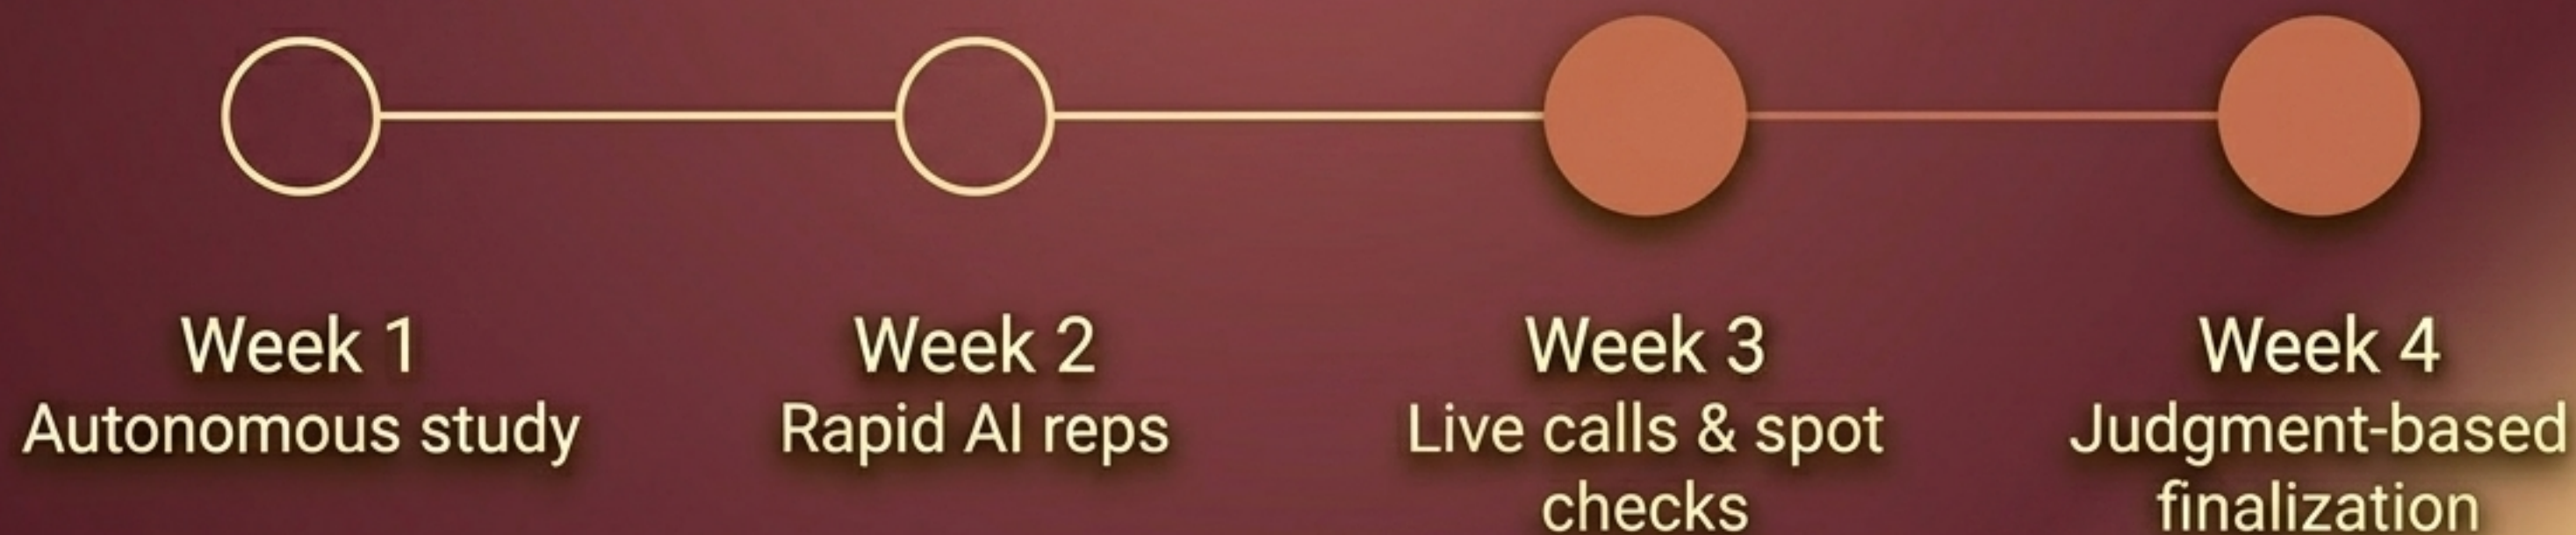 Week 1
Autonomous study
Week 2
Rapid AI reps
Week 3
Live calls & spot
checks
Week 4
Judgment-based
finalization